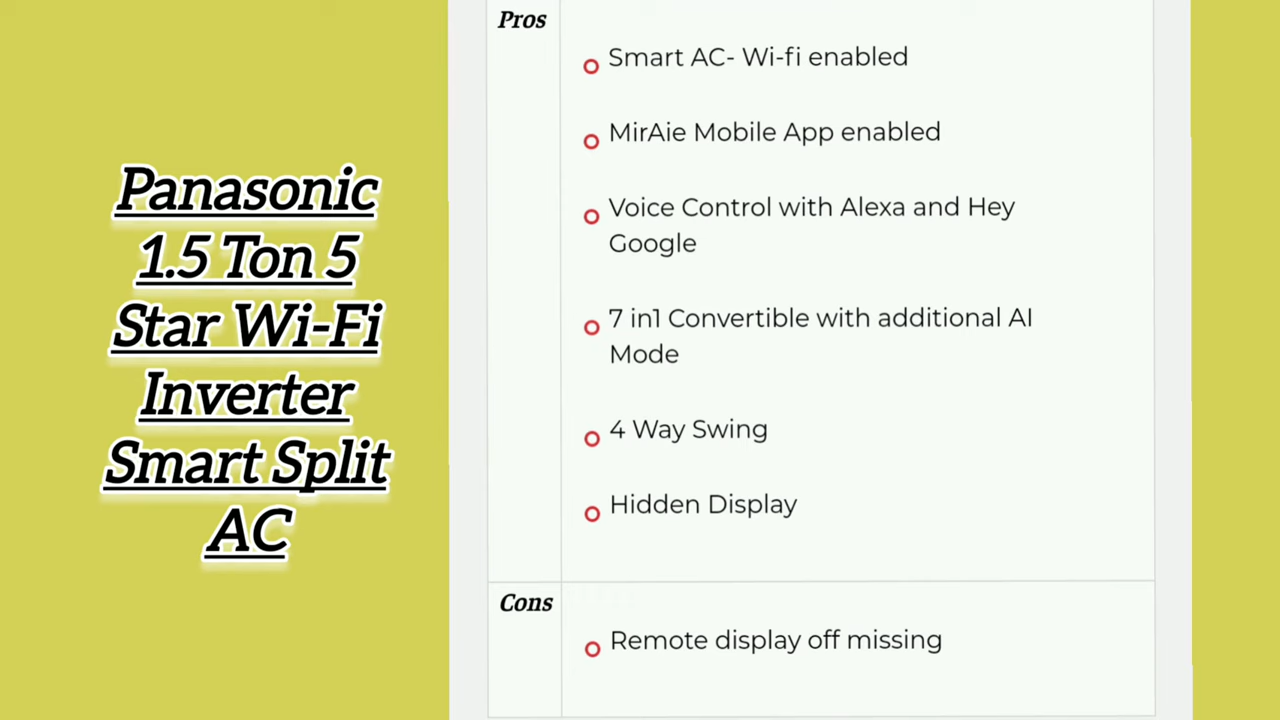 Panasonic
1.5 Ton 5
Star Wi-Fi
Inverter
Smart Split
AC
Pros
Smart AC- Wi-fi enabled
MirAie Mobile App enabled
Voice Control with Alexa and Hey
Google
7 in1 Convertible with additional AI
Mode
4 Way Swing
Hidden Display
Cons
Remote display off missing